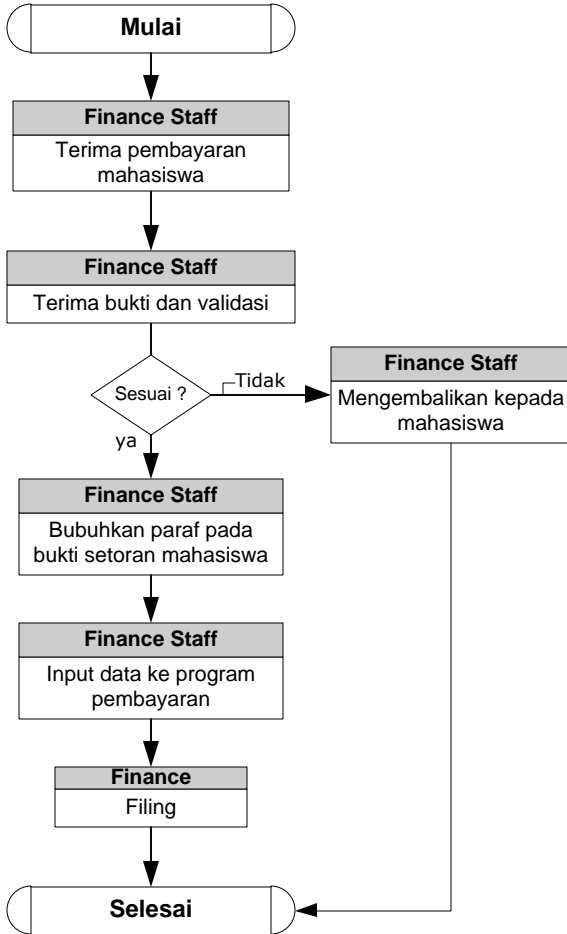 Mulai
Finance Staff
Terima pembayaran
mahasiswa
Finance Staff
Terima bukti dan validasi
Sesuai ?
Tidak
Finance Staff
Mengembalikan kepada
mahasiswa
ya
Finance Staff
Bubuhkan paraf pada
bukti setoran mahasiswa
Finance Staff
Input data ke program
pembayaran
Finance
Filing
Selesai